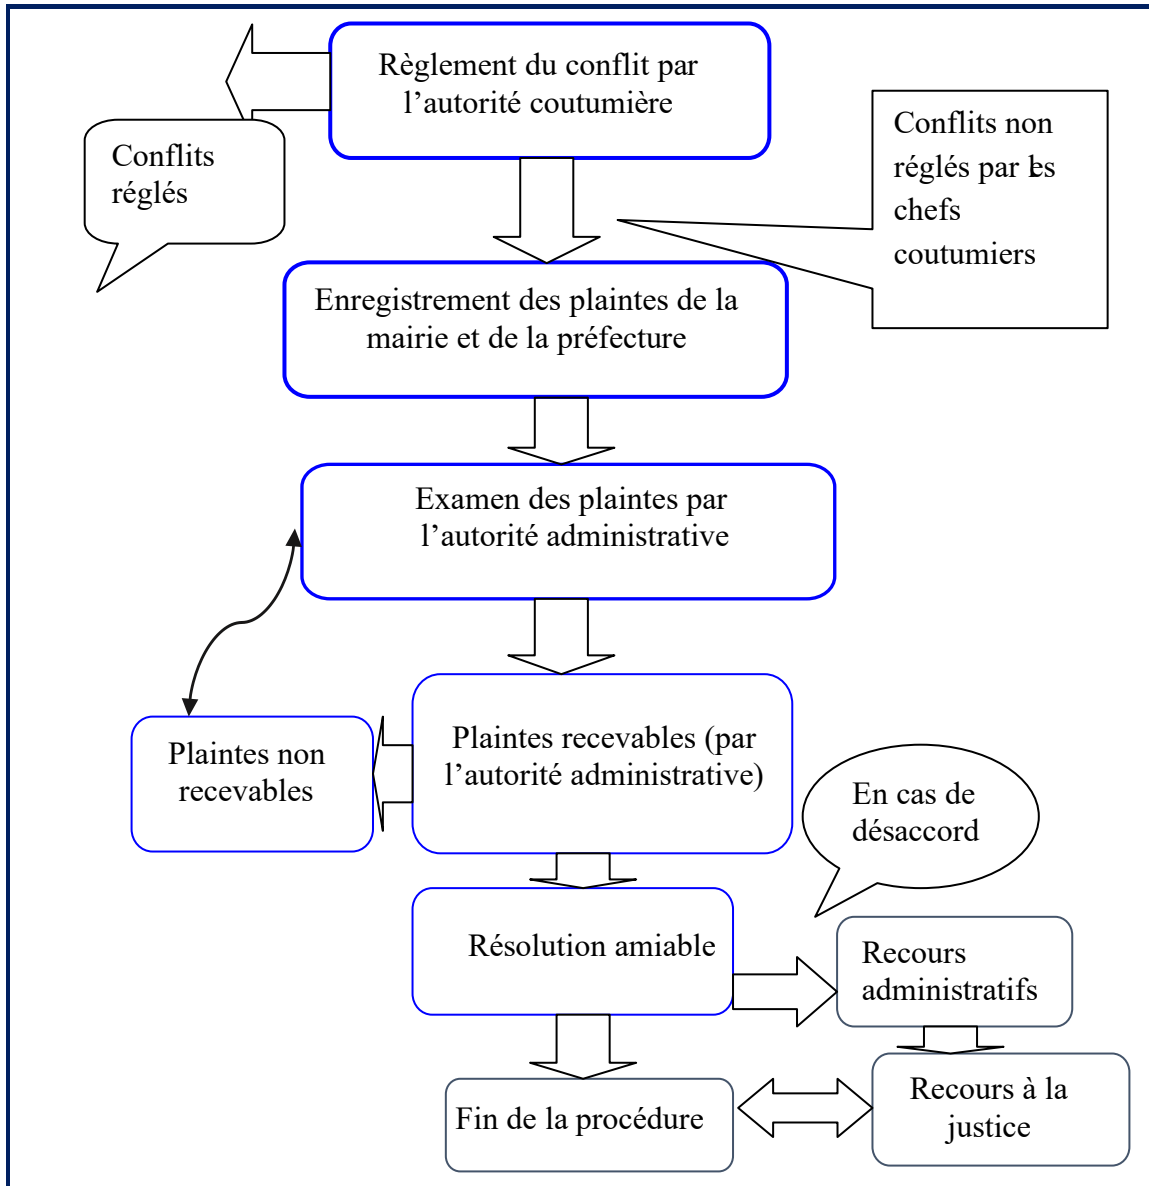 Règlement du conflit par
l’autorité coutumière
Conflits
réglés
Conflits non
réglés par les
chefs
coutumiers
Enregistrement des plaintes de la
mairie et de la préfecture
Examen des plaintes par
l’autorité administrative
Plaintes non
recevables
Plaintes recevables (par
l’autorité administrative)
En cas de
désaccord
Résolution amiable
Recours
administratifs
Fin de la procédure
Recours à la
justice